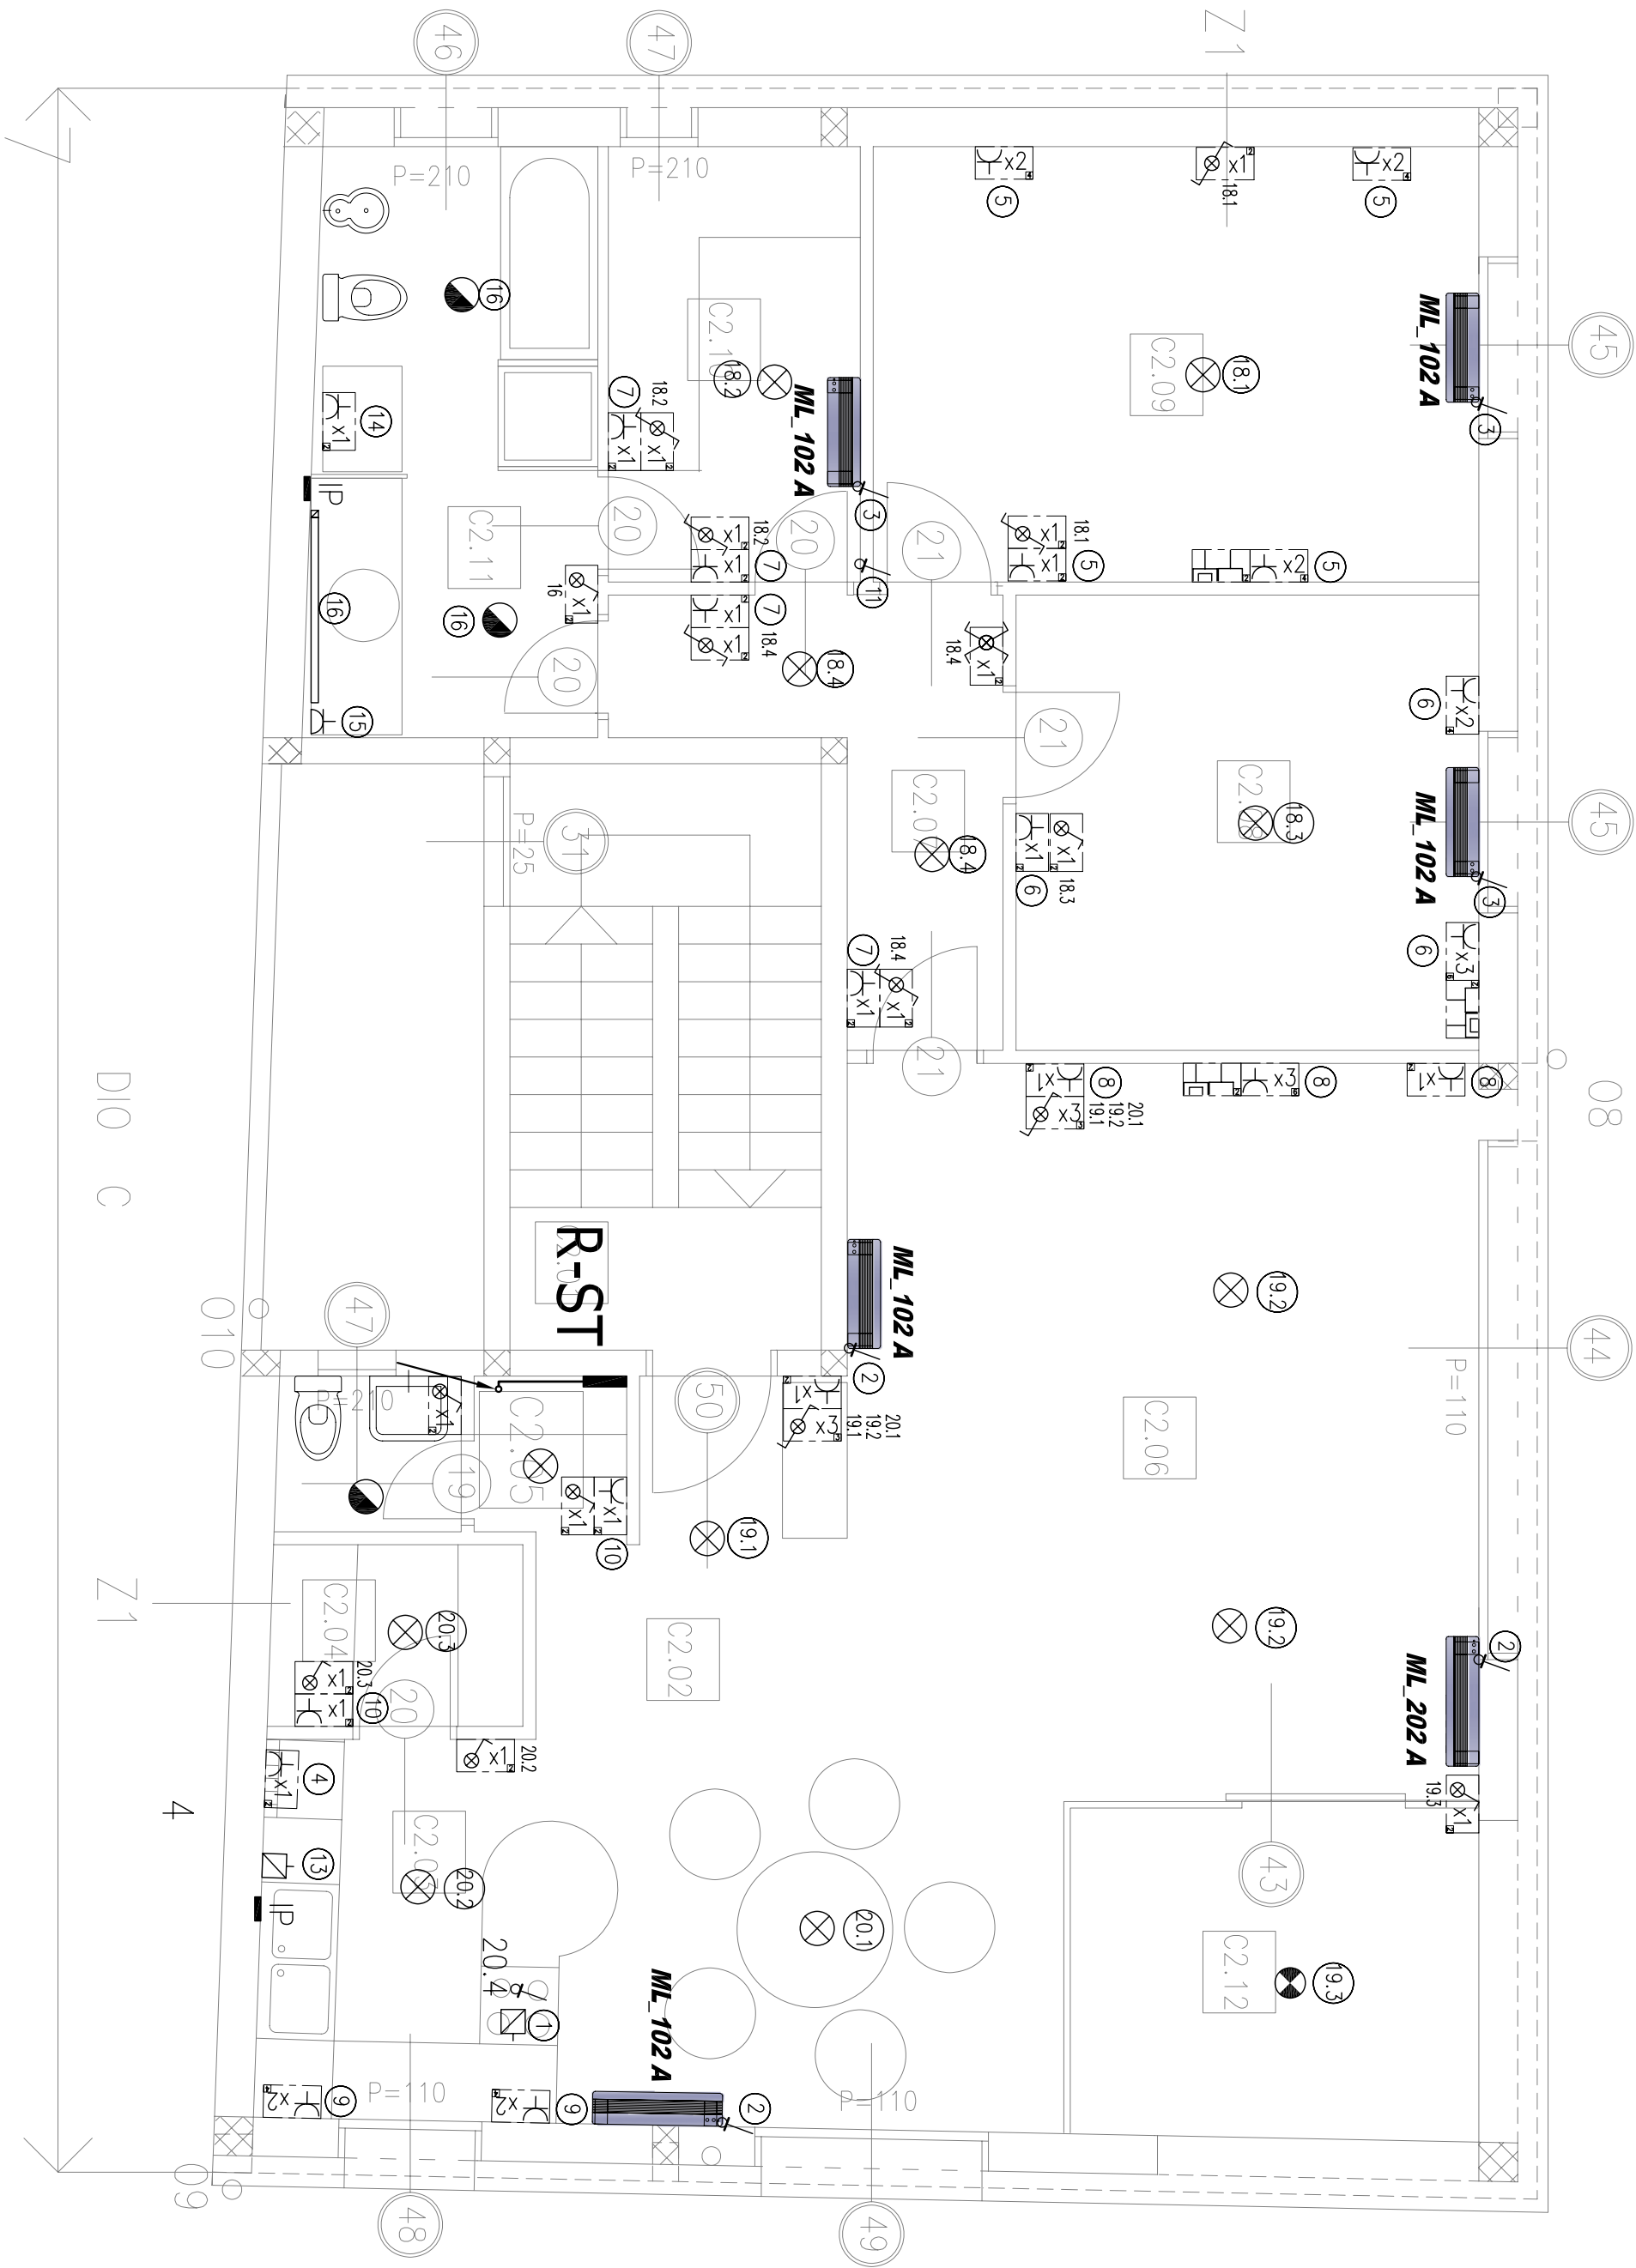 46
47
Z1
P=210
P=210
x2
5
x1
18.1
x2
5
ML_102 A
45
3
16
C2.10
18.2
ML_102 A
C2.09
18.1
14
x1
IP
7
18.2
x1
x1
3
11
C2.11
20
18.2
x1
x1
7
20
21
18.1
x1
x1
5
x2
5
16
16
x1
16
7
x1
x1
18.4
18.4
18.4
x1
15
20
21
6
x2
45
ML_102 A
3
P=25
31
C2.07
18.4
x1
x1
18.3
6
18.3
6
x3
7
18.4
x1
x1
21
x1
8
x3
20.1
19.2
19.1
x3
8
x1
8
08
DIO C
R-ST
ML_102 A
2
19.2
44
P=110
010
47
P=210
x1
C2.05
50
x1
x3
20.1
19.2
19.1
C2.06
19
x1
x1
10
19.1
Z1
C2.04
20.3
C2.02
19.2
ML_202 A
2
20.3
x1
x1
10
20
x1
20.2
19.3
x1
4
x1
4
13
C2.03
20.2
IP
20.1
43
C2.12
19.3
20.4
1
ML_102 A
x2
9
P=110
x2
9
2
P=110
09
48
49